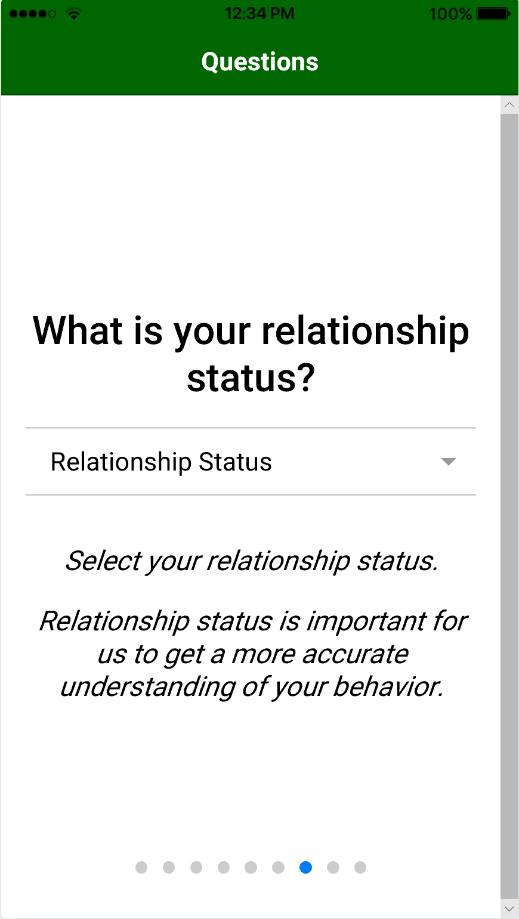 12:34 PM 100%
Questions
What is your relationship
status?
Relationship Status
Select your relationship status.
Relationship status is important for
us to get a more accurate
understanding of your behavior.